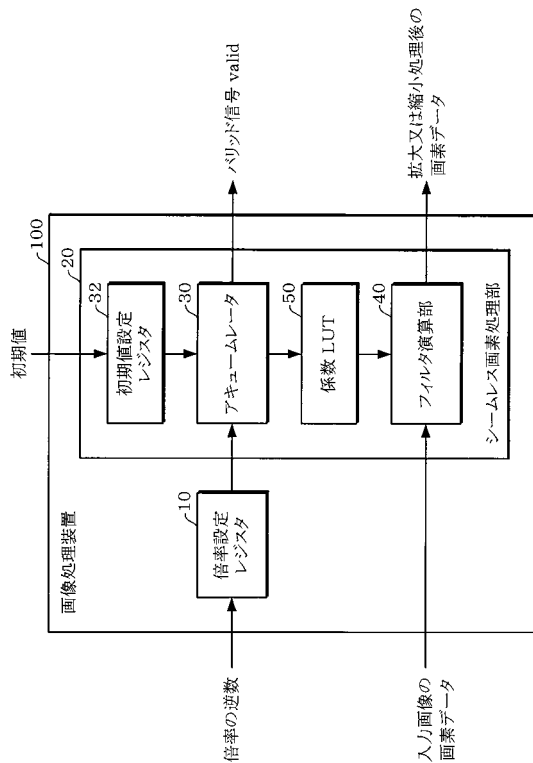 初期値
画像処理装置
100
20
32
初期値設定
レジスタ
倍率の逆数
10
倍率設定
レジスタ
30
アキュームレータ
バリッド信号 valid
50
係数 LUT
入力画像の
画素データ
40
フィルタ演算部
拡大又は縮小処理後の
画素データ
シームレス画素処理部